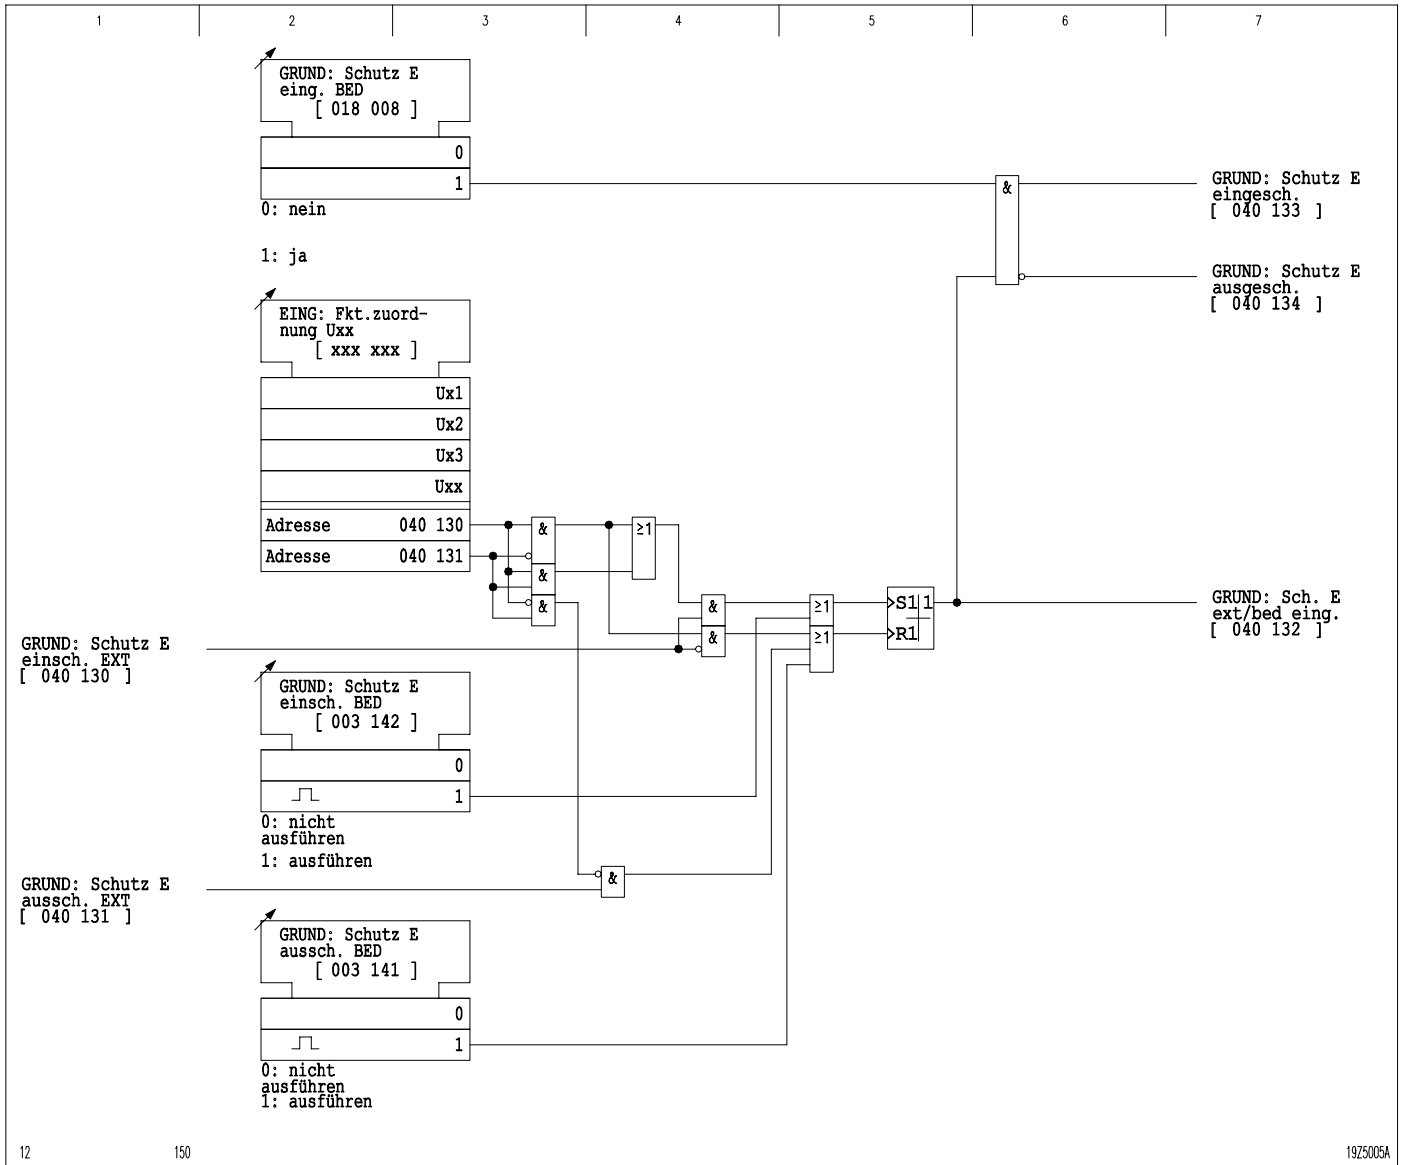 1 2 3 4 5 6 7
GRUND: Schutz E
eing. BED
[ 018 008 ]
0
1
0: nein
1: ja
&
GRUND: Schutz E
eingesch.
[ 040 133 ]
GRUND: Schutz E
ausgesch.
[ 040 134 ]
EING: Fkt.zuord-
nung Uxx
[ xxx xxx ]
Ux1
Ux2
Ux3
Uxx
Adresse 040 130
Adresse 040 131
&
&
&
≥1
&
&
≥1
≥1
S1 1
R1
GRUND: Sch. E
ext/bed eing.
[ 040 132 ]
GRUND: Schutz E
einsch. EXT
[ 040 130 ]
GRUND: Schutz E
einsch. BED
[ 003 142 ]
0
1
0: nicht
ausführen
1: ausführen
&
GRUND: Schutz E
aussch. EXT
[ 040 131 ]
GRUND: Schutz E
aussch. BED
[ 003 141 ]
0
1
0: nicht
ausführen
1: ausführen
12 150 19Z5005A